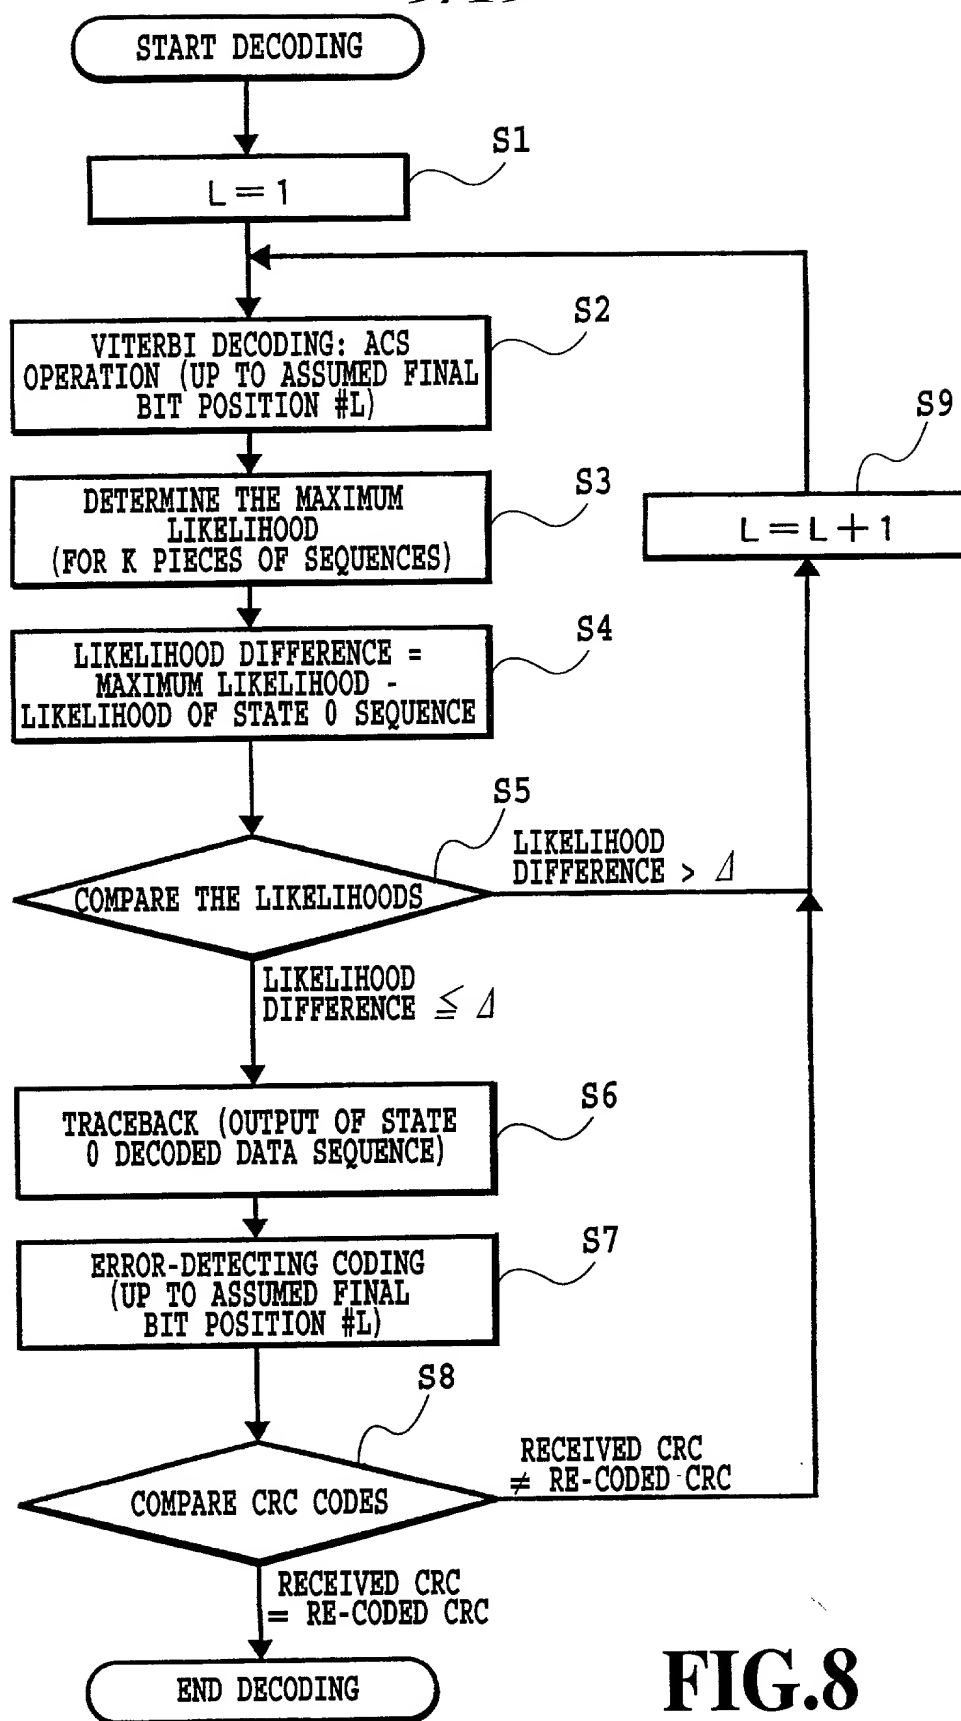 START DECODING
S1
L=1
S2
VITERBI DECODING: ACS
OPERATION (UP TO ASSUMED FINAL
BIT POSITION #L)
S9
L=L+1
S3
DETERMINE THE MAXIMUM
LIKELIHOOD
(FOR K PIECES OF SEQUENCES)
S4
LIKELIHOOD DIFFERENCE =
MAXIMUM LIKELIHOOD -
LIKELIHOOD OF STATE 0 SEQUENCE
S5
COMPARE THE LIKELIHOODS
LIKELIHOOD
DIFFERENCE > Δ
LIKELIHOOD
DIFFERENCE ≦ Δ
S6
TRACEBACK (OUTPUT OF STATE
0 DECODED DATA SEQUENCE)
S7
ERROR-DETECTING CODING
(UP TO ASSUMED FINAL
BIT POSITION #L)
S8
COMPARE CRC CODES
RECEIVED CRC
≠ RE-CODED CRC
RECEIVED CRC
= RE-CODED CRC
END DECODING
FIG.8